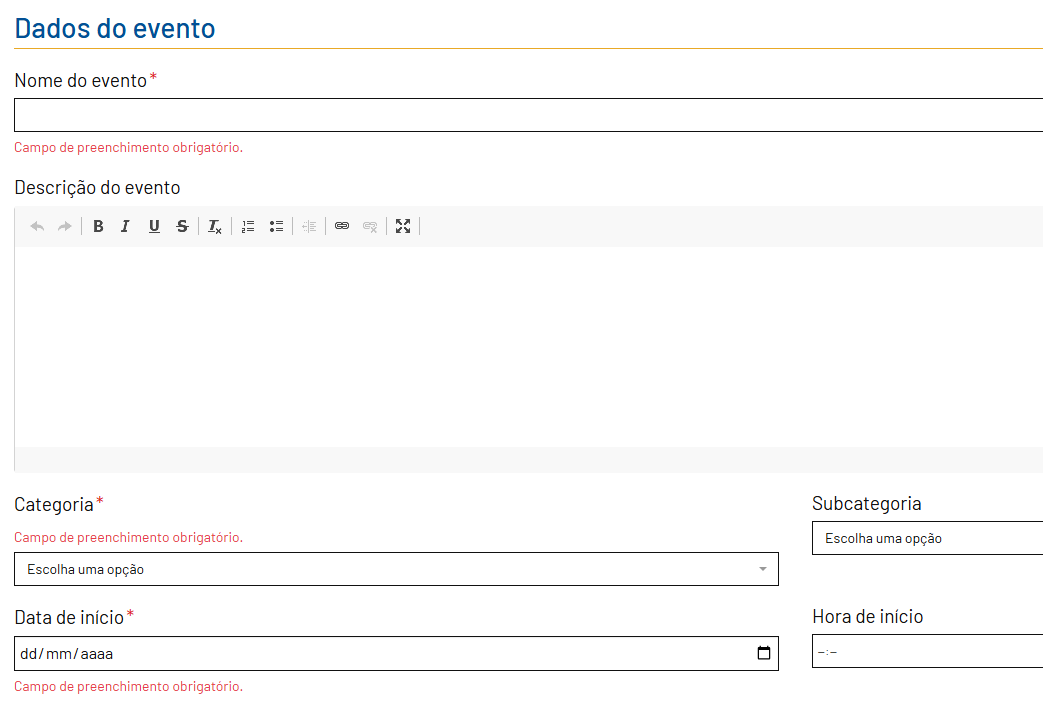 Dados do evento
Nome do evento*
Campo de preenchimento obrigatório.
Descrição do evento
B I U S Tx
Categoria*
Campo de preenchimento obrigatório.
Escolha uma opção
Subcategoria
Escolha uma opção
Data de início*
dd/mm/aaaa
Campo de preenchimento obrigatório.
Hora de início
--:--